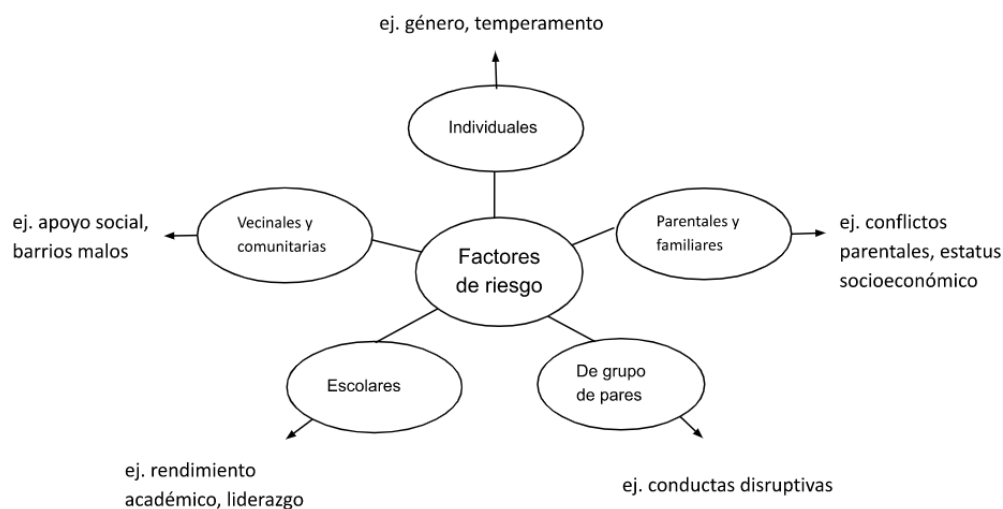 ej. género, temperamento
Individuales
Vecinales y
comunitarias
ej. apoyo social,
barrios malos
Parentales y
familiares
ej. conflictos
parentales, estatus
socioeconómico
Factores
de riesgo
Escolares
De grupo
de pares
ej. rendimiento
académico, liderazgo
ej. conductas disruptivas